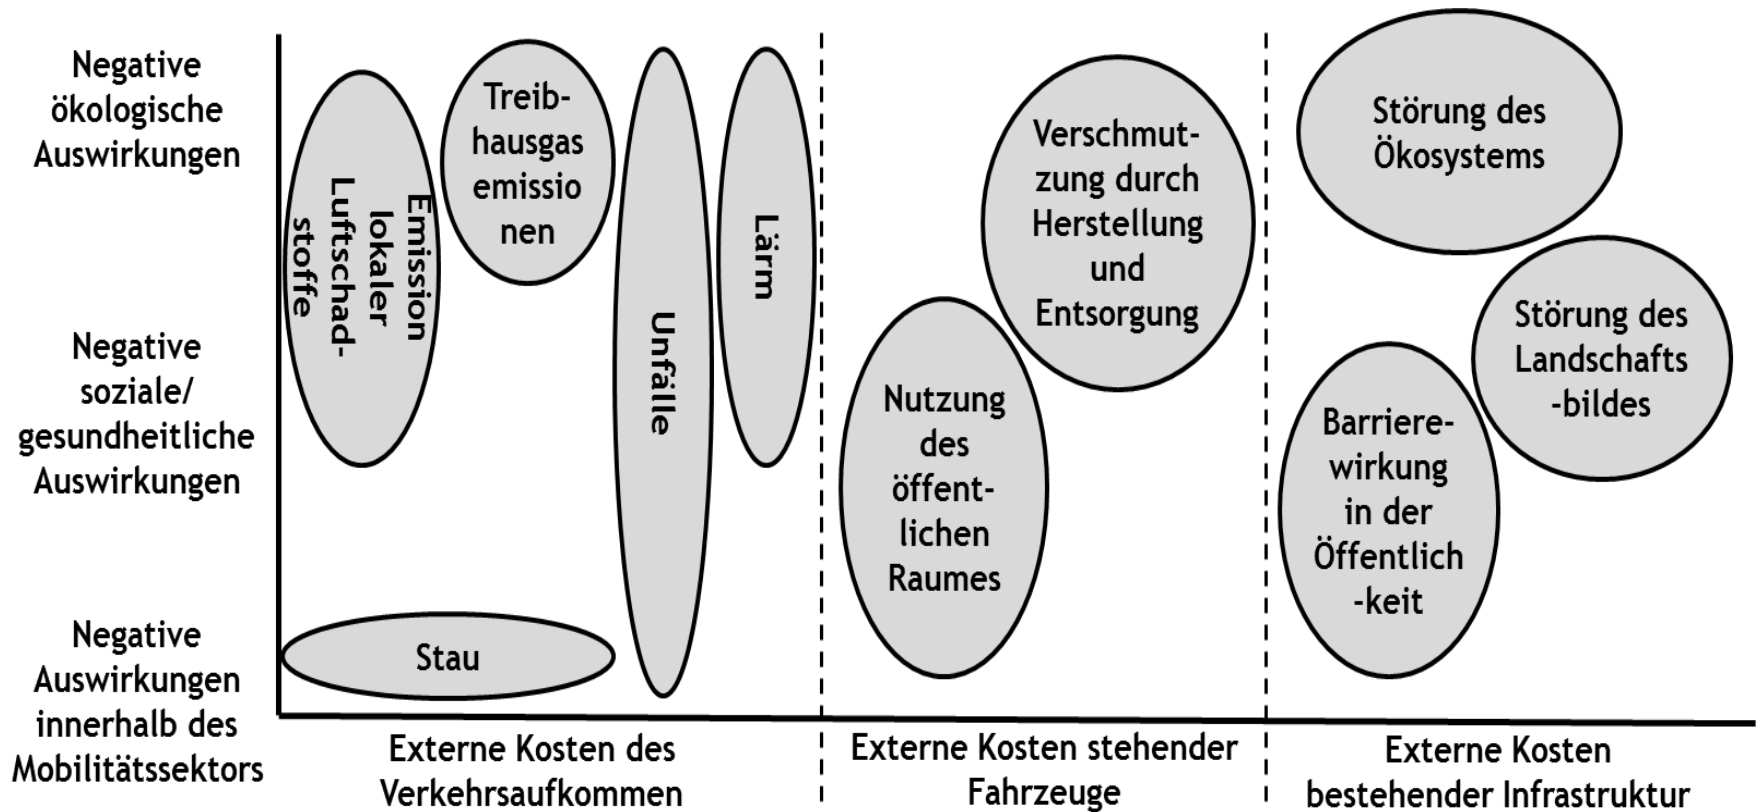 Negative
ökologische
Auswirkungen
Negative
soziale/
gesundheitliche
Auswirkungen
Negative
Auswirkungen
innerhalb des
Mobilitätssektors
Emission
lokaler
Luftschad-
stoffe
Treib-
hausgas
emissio
nen
Unfälle
Lärm
Stau
Verschmut-
zung durch
Herstellung
und
Entsorgung
Nutzung
des
öffent-
lichen
Raumes
Störung des
Ökosystems
Störung des
Landschafts
-bildes
Barriere-
wirkung
in der
Öffentlich
-keit
Externe Kosten des
Verkehrsaufkommen
Externe Kosten stehender
Fahrzeuge
Externe Kosten
bestehender Infrastruktur